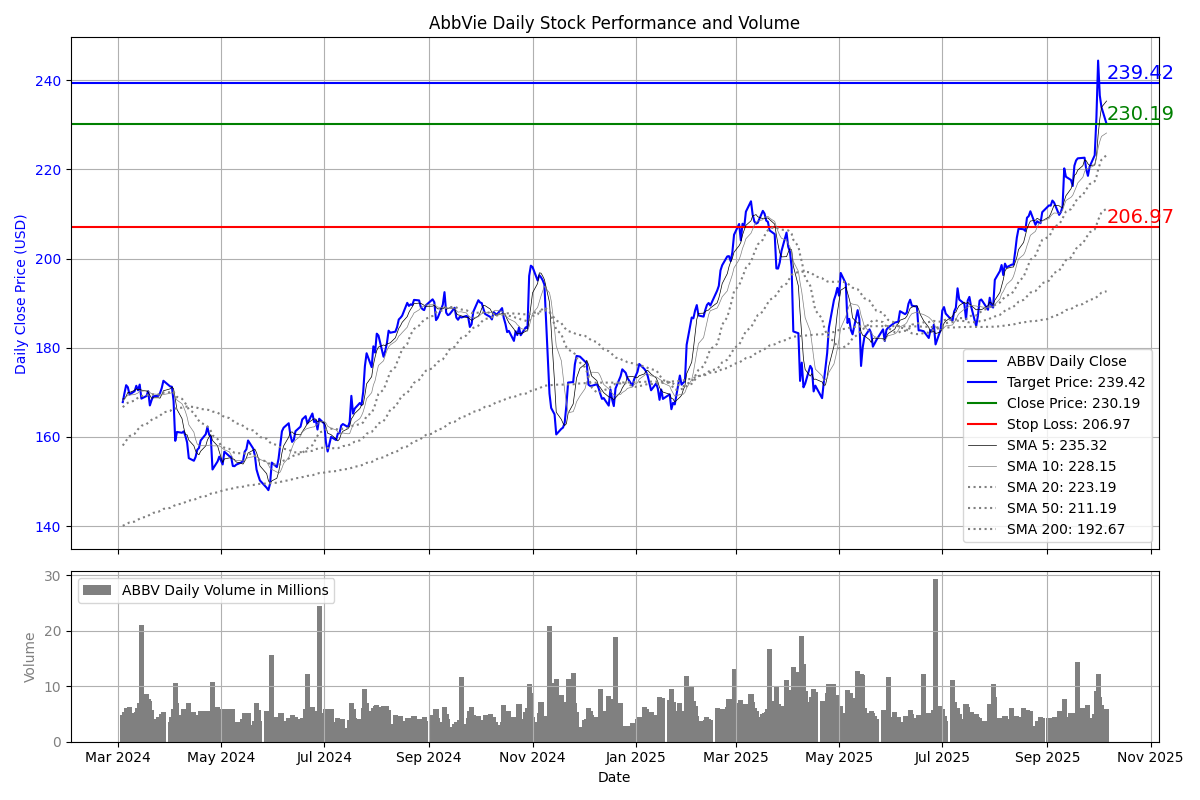 AbbVie Daily Stock Performance and Volume
Daily Close Price (USD)
240
220
200
180
160
140
239.42
230.19
206.97
ABBV Daily Close
Target Price: 239.42
Close Price: 230.19
Stop Loss: 206.97
SMA 5: 235.32
SMA 10: 228.15
SMA 20: 223.19
SMA 50: 211.19
SMA 200: 192.67
Volume
30
20
10
0
ABBV Daily Volume in Millions
Mar 2024 May 2024 Jul 2024 Sep 2024 Nov 2024 Jan 2025 Mar 2025 May 2025 Jul 2025 Sep 2025 Nov 2025
Date